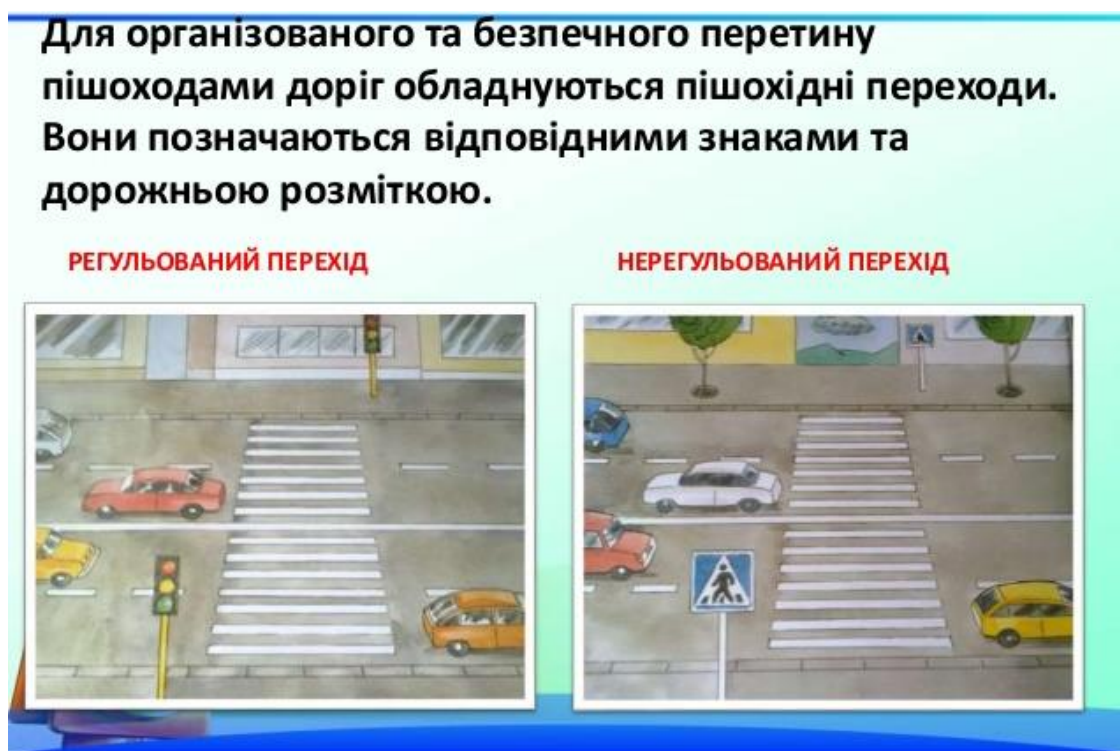 Для організованого та безпечного перетину
пішоходами доріг обладнуються пішохідні переходи.
Вони позначаються відповідними знаками та
дорожньою розміткою.
РЕГУЛЬОВАНИЙ ПЕРЕХІД
НЕРЕГУЛЬОВАНИЙ ПЕРЕХІД